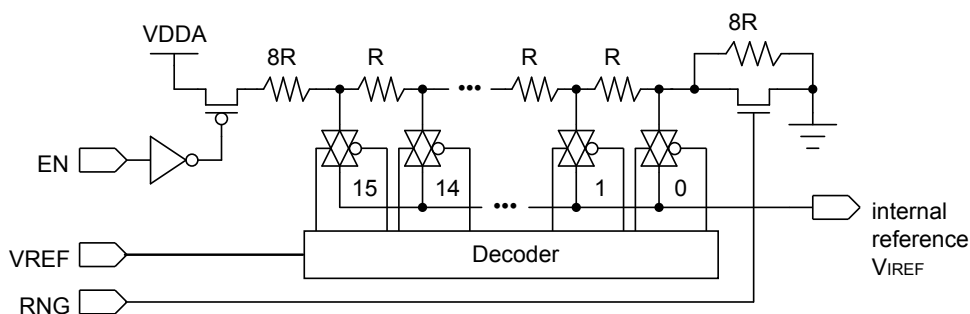 8R
VDDA
8R
R
...
R
R
EN
15
14
...
1
0
internal
reference
VIREF
VREF
Decoder
RNG